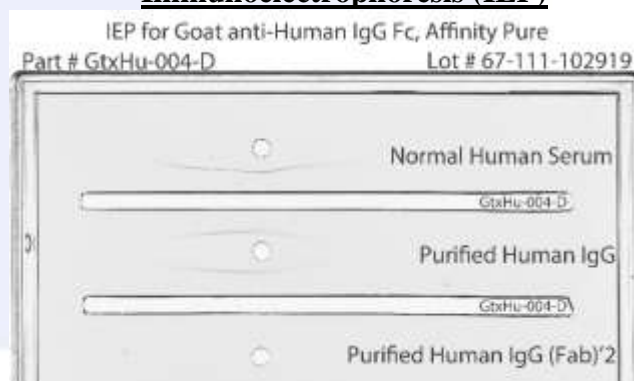 Immunoelectrophoresis (IEP)
IEP for Goat anti-Human IgG Fc, Affinity Pure
Part # GtxHu-004-D Lot # 67-111-102919
Normal Human Serum
GtxHu-004-D
Purified Human IgG
GtxHu-004-D
Purified Human IgG (Fab)'2